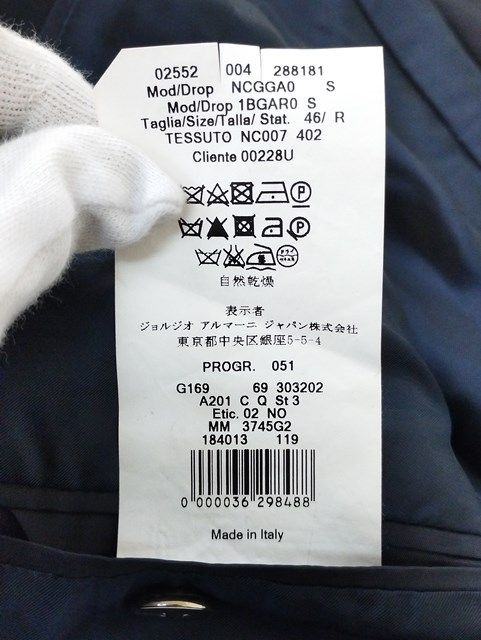 02552 004 288181
Mod/Drop NCGGA0 S
Mod/Drop 1BGAR0 S
Taglia/Size/Talla/ Stat. 46/ R
TESSUTO NC007 402
Cliente 00228U
P
P
ドライ
自然乾燥
表示者
ジョルジオ アルマーニ ジャパン株式会社
東京都中央区銀座5-5-4
PROGR. 051
G169 69 303202
A201 C Q St 3
Etic. 02 NO
MM 3745G2
184013 119
0 000036 298488
Made in Italy